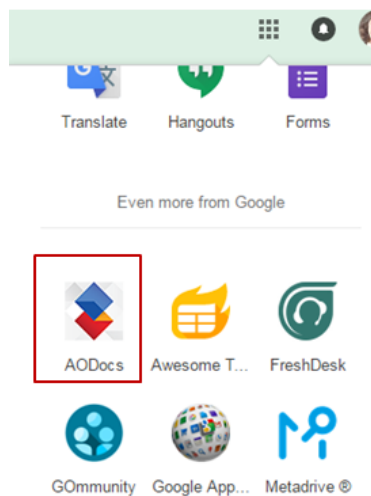 Translate Hangouts Forms
Even more from Google
AODocs Awesome T... FreshDesk
GOmmunity Google App... Metadrive ®